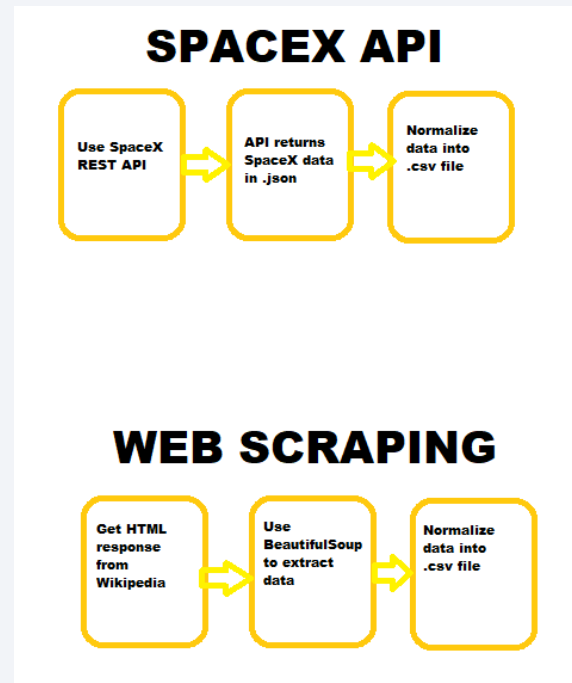 SPACEX API
Use SpaceX
REST API
API returns
SpaceX data
in .json
Normalize
data into
.csv file
WEB SCRAPING
Get HTML
response
from
Wikipedia
Use
BeautifulSoup
to extract
data
Normalize
data into
.csv file